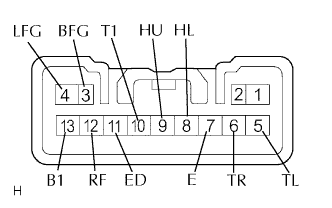 LFG BFG T1 HU HL
4 3 2 1
13 12 11 10 9 8 7 6 5
H B1 RF ED E TR TL